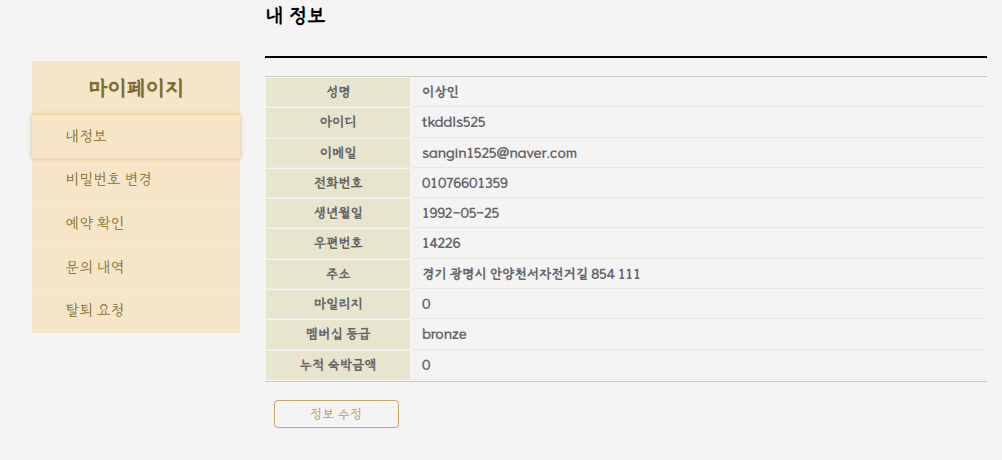 내 정보
마이페이지
내정보
비밀번호 변경
예약 확인
문의 내역
탈퇴 요청
성명 이상인
아이디 tkddls525
이메일 sangin1525@naver.com
전화번호 01076601359
생년월일 1992-05-25
우편번호 14226
주소 경기 광명시 안양천서자전거길 854 111
마일리지 0
멤버십 등급 bronze
누적 숙박금액 0
정보 수정